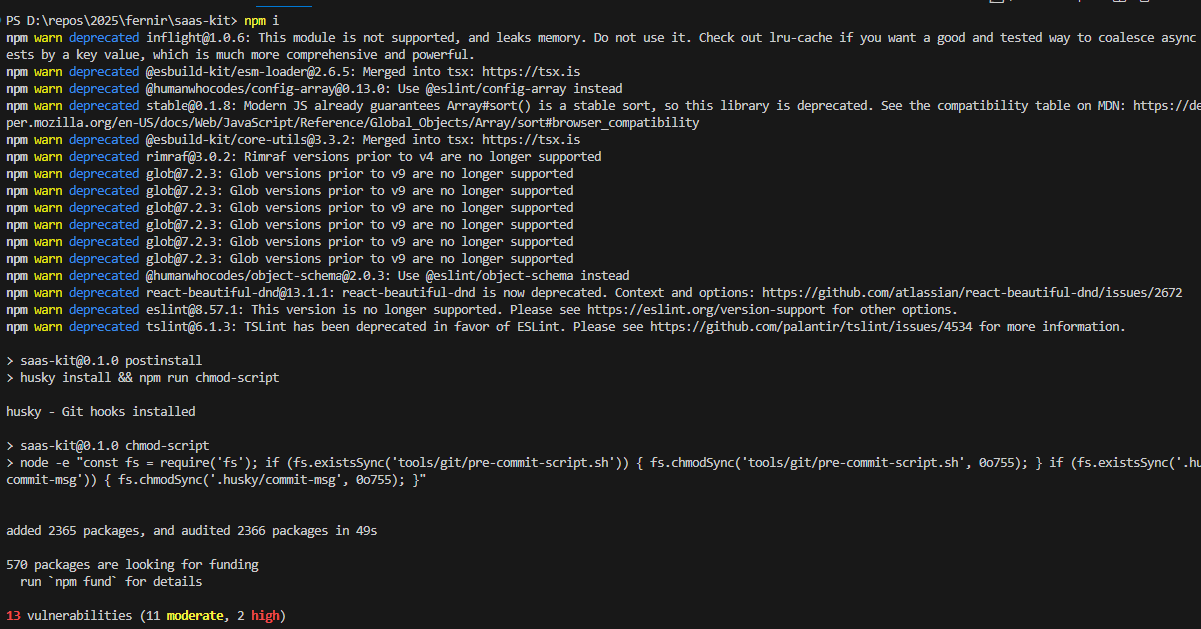 PS D:\repos\2025\fernir\saas-kit> npm i
npm warn deprecated inflight@1.0.6: This module is not supported, and leaks memory. Do not use it. Check out lru-cache if you want a good and tested way to coalesce async
ests by a key value, which is much more comprehensive and powerful.
npm warn deprecated @esbuild-kit/esm-loader@2.6.5: Merged into tsx: https://tsx.is
npm warn deprecated @humanwhocodes/config-array@0.13.0: Use @eslint/config-array instead
npm warn deprecated stable@0.1.8: Modern JS already guarantees Array#sort() is a stable sort, so this library is deprecated. See the compatibility table on MDN: https://de
per.mozilla.org/en-US/docs/Web/JavaScript/Reference/Global_Objects/Array/sort#browser_compatibility
npm warn deprecated @esbuild-kit/core-utils@3.3.2: Merged into tsx: https://tsx.is
npm warn deprecated rimraf@3.0.2: Rimraf versions prior to v4 are no longer supported
npm warn deprecated glob@7.2.3: Glob versions prior to v9 are no longer supported
npm warn deprecated glob@7.2.3: Glob versions prior to v9 are no longer supported
npm warn deprecated glob@7.2.3: Glob versions prior to v9 are no longer supported
npm warn deprecated glob@7.2.3: Glob versions prior to v9 are no longer supported
npm warn deprecated glob@7.2.3: Glob versions prior to v9 are no longer supported
npm warn deprecated glob@7.2.3: Glob versions prior to v9 are no longer supported
npm warn deprecated @humanwhocodes/object-schema@2.0.3: Use @eslint/object-schema instead
npm warn deprecated react-beautiful-dnd@13.1.1: react-beautiful-dnd is now deprecated. Context and options: https://github.com/atlassian/react-beautiful-dnd/issues/2672
npm warn deprecated eslint@8.57.1: This version is no longer supported. Please see https://eslint.org/version-support for other options.
npm warn deprecated tslint@6.1.3: TSLint has been deprecated in favor of ESLint. Please see https://github.com/palantir/tslint/issues/4534 for more information.
> saas-kit@0.1.0 postinstall
> husky install && npm run chmod-script
husky - Git hooks installed
> saas-kit@0.1.0 chmod-script
> node -e "const fs = require('fs'); if (fs.existsSync('tools/git/pre-commit-script.sh')) { fs.chmodSync('tools/git/pre-commit-script.sh', 0o755); } if (fs.existsSync('.hu
commit-msg')) { fs.chmodSync('.husky/commit-msg', 0o755); }"
added 2365 packages, and audited 2366 packages in 49s
570 packages are looking for funding
run `npm fund` for details
13 vulnerabilities (11 moderate, 2 high)